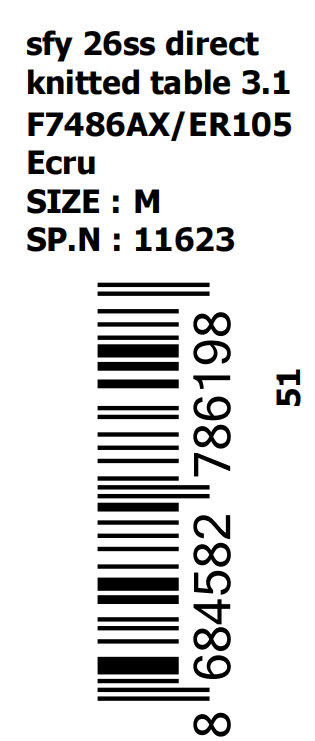 sfy 26ss direct
knitted table 3.1
F7486AX/ER105
Ecru
SIZE : M
SP.N : 11623
8 684582 786198
51